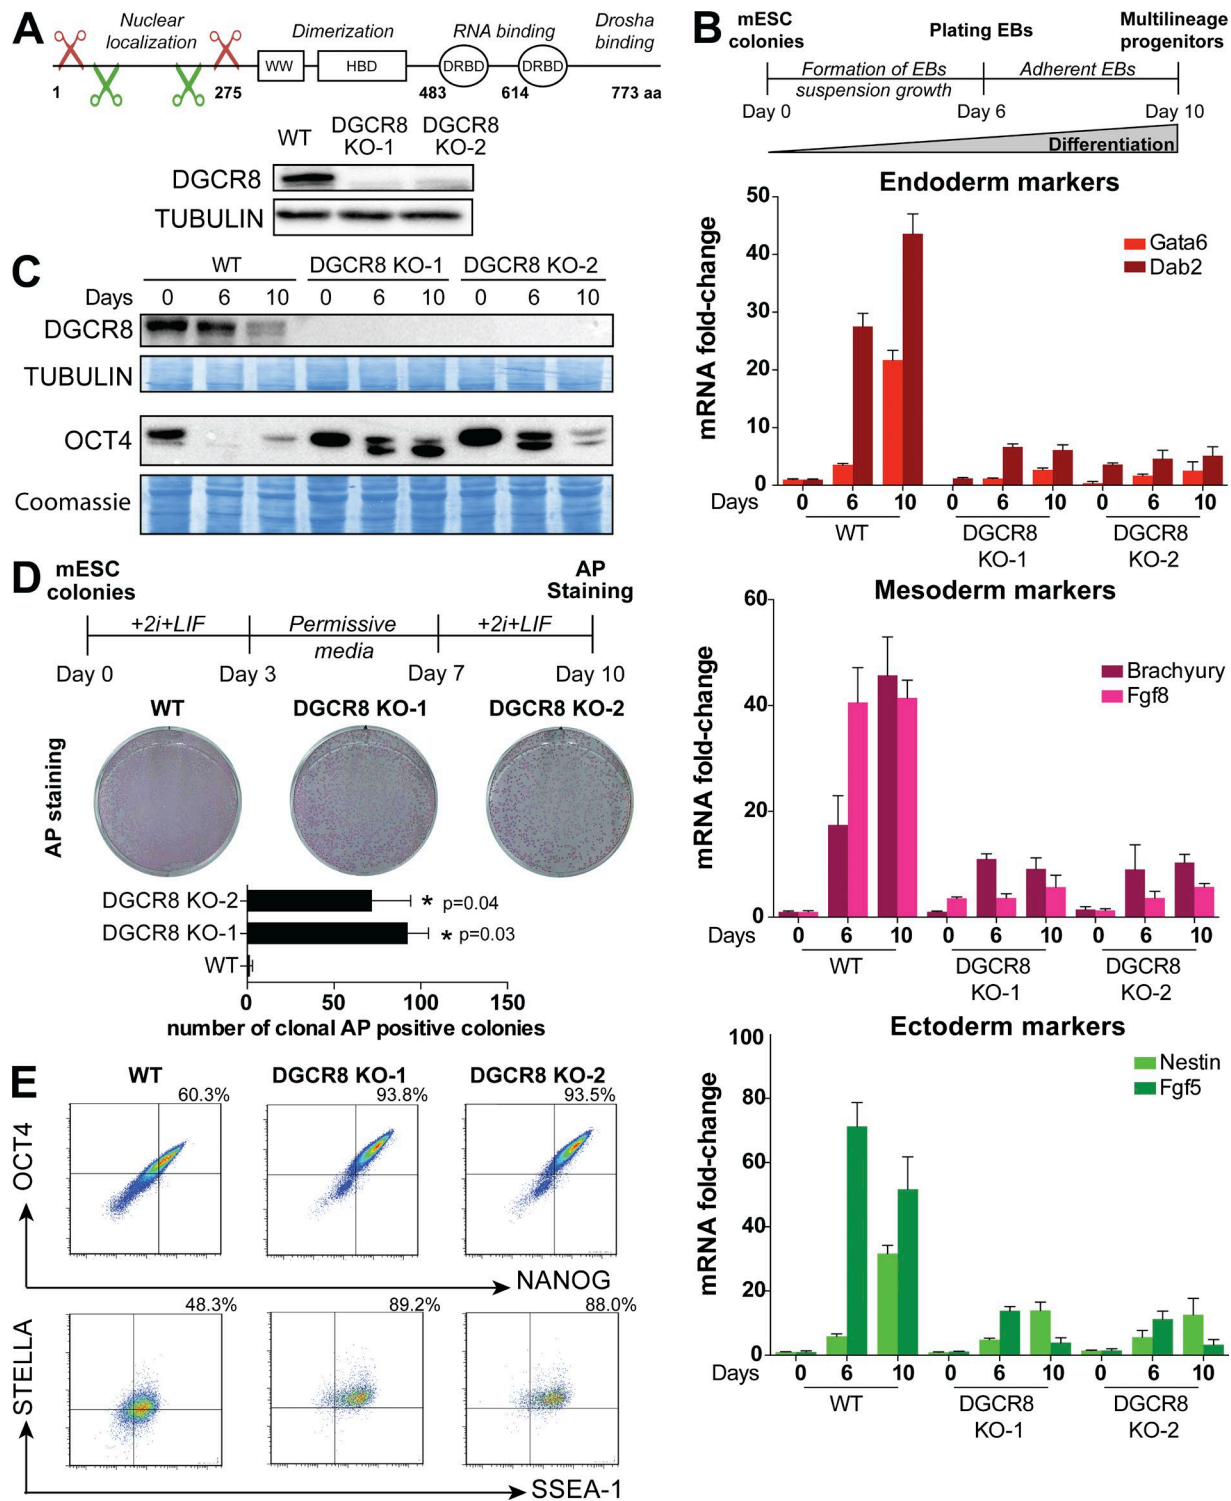 A
Nuclear
localization
Dimerization
RNA binding
Drosha
binding
WW
HBD
DRBD
DRBD
1
275
483
614
773 aa
WT
DGCR8
KO-1
DGCR8
KO-2
DGCR8
TUBULIN
B
mESC
colonies
Plating EBs
Multilineage
progenitors
Formation of EBs
suspension growth
Adherent EBs
Day 0
Day 6
Day 10
Differentiation
Endoderm markers
mRNA fold-change
50
40
30
20
10
0
Gata6
Dab2
Days
0 6 10
0 6 10
0 6 10
WT
DGCR8
KO-1
DGCR8
KO-2
Mesoderm markers
mRNA fold-change
60
40
20
0
Brachyury
Fgf8
Days
0 6 10
0 6 10
0 6 10
WT
DGCR8
KO-1
DGCR8
KO-2
Ectoderm markers
mRNA fold-change
100
80
60
40
20
0
Nestin
Fgf5
Days
0 6 10
0 6 10
0 6 10
WT
DGCR8
KO-1
DGCR8
KO-2
C
WT
DGCR8 KO-1
DGCR8 KO-2
Days 0 6 10 0 6 10 0 6 10
DGCR8
TUBULIN
OCT4
Coomassie
D
mESC
colonies
AP
Staining
+2i+LIF
Permissive
media
+2i+LIF
Day 0
Day 3
Day 7
Day 10
WT
DGCR8 KO-1
DGCR8 KO-2
AP staining
DGCR8 KO-2
* p=0.04
DGCR8 KO-1
* p=0.03
WT
0 50 100 150
number of clonal AP positive colonies
E
WT
DGCR8 KO-1
DGCR8 KO-2
60.3%
93.8%
93.5%
OCT4
NANOG
48.3%
89.2%
88.0%
STELLA
SSEA-1